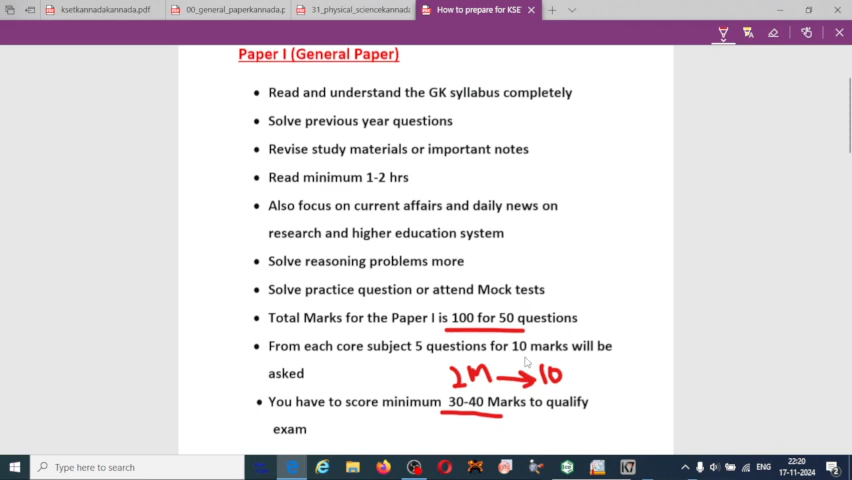 ksetkannadakannada.pdf
00_general_paperkannada.p
31_physical_sciencekannada
How to prepare for KSE
Paper I (General Paper)
• Read and understand the GK syllabus completely
• Solve previous year questions
• Revise study materials or important notes
• Read minimum 1-2 hrs
• Also focus on current affairs and daily news on
research and higher education system
• Solve reasoning problems more
• Solve practice question or attend Mock tests
• Total Marks for the Paper I is 100 for 50 questions
• From each core subject 5 questions for 10 marks will be
asked
2M → 10
• You have to score minimum 30-40 Marks to qualify
exam
Type here to search
ENG
22:20
17-11-2024